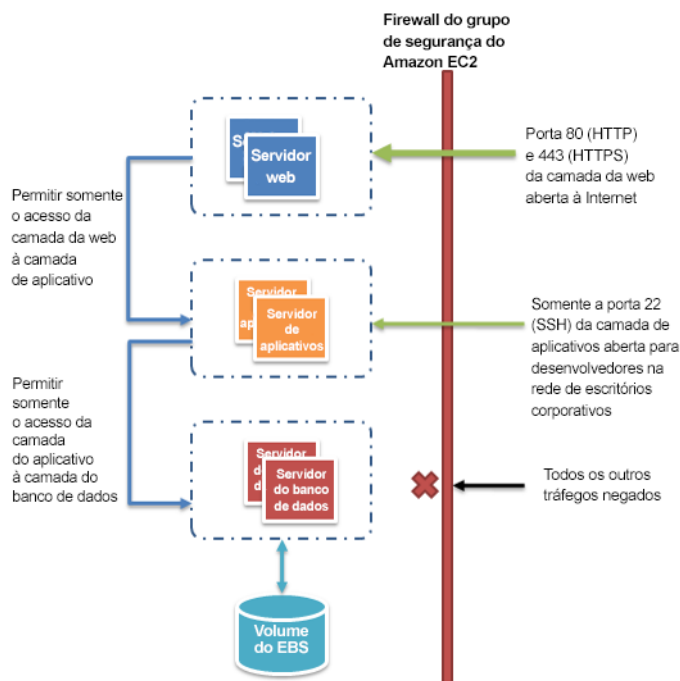 Firewall do grupo
de segurança do
Amazon EC2
Servidor
web
Porta 80 (HTTP)
e 443 (HTTPS)
da camada da web
aberta à Internet
Permitir somente
o acesso da
camada da web
à camada
de aplicativo
Servidor
Servidor
de
aplicativos
Somente a porta 22
(SSH) da camada de
aplicativos aberta para
desenvolvedores na
rede de escritórios
corporativos
Permitir
somente
o acesso da
camada
do aplicativo
à camada do
banco de dados
Servidor
Servidor
do banco
de dados
Todos os outros
tráfegos negados
Volume
do EBS